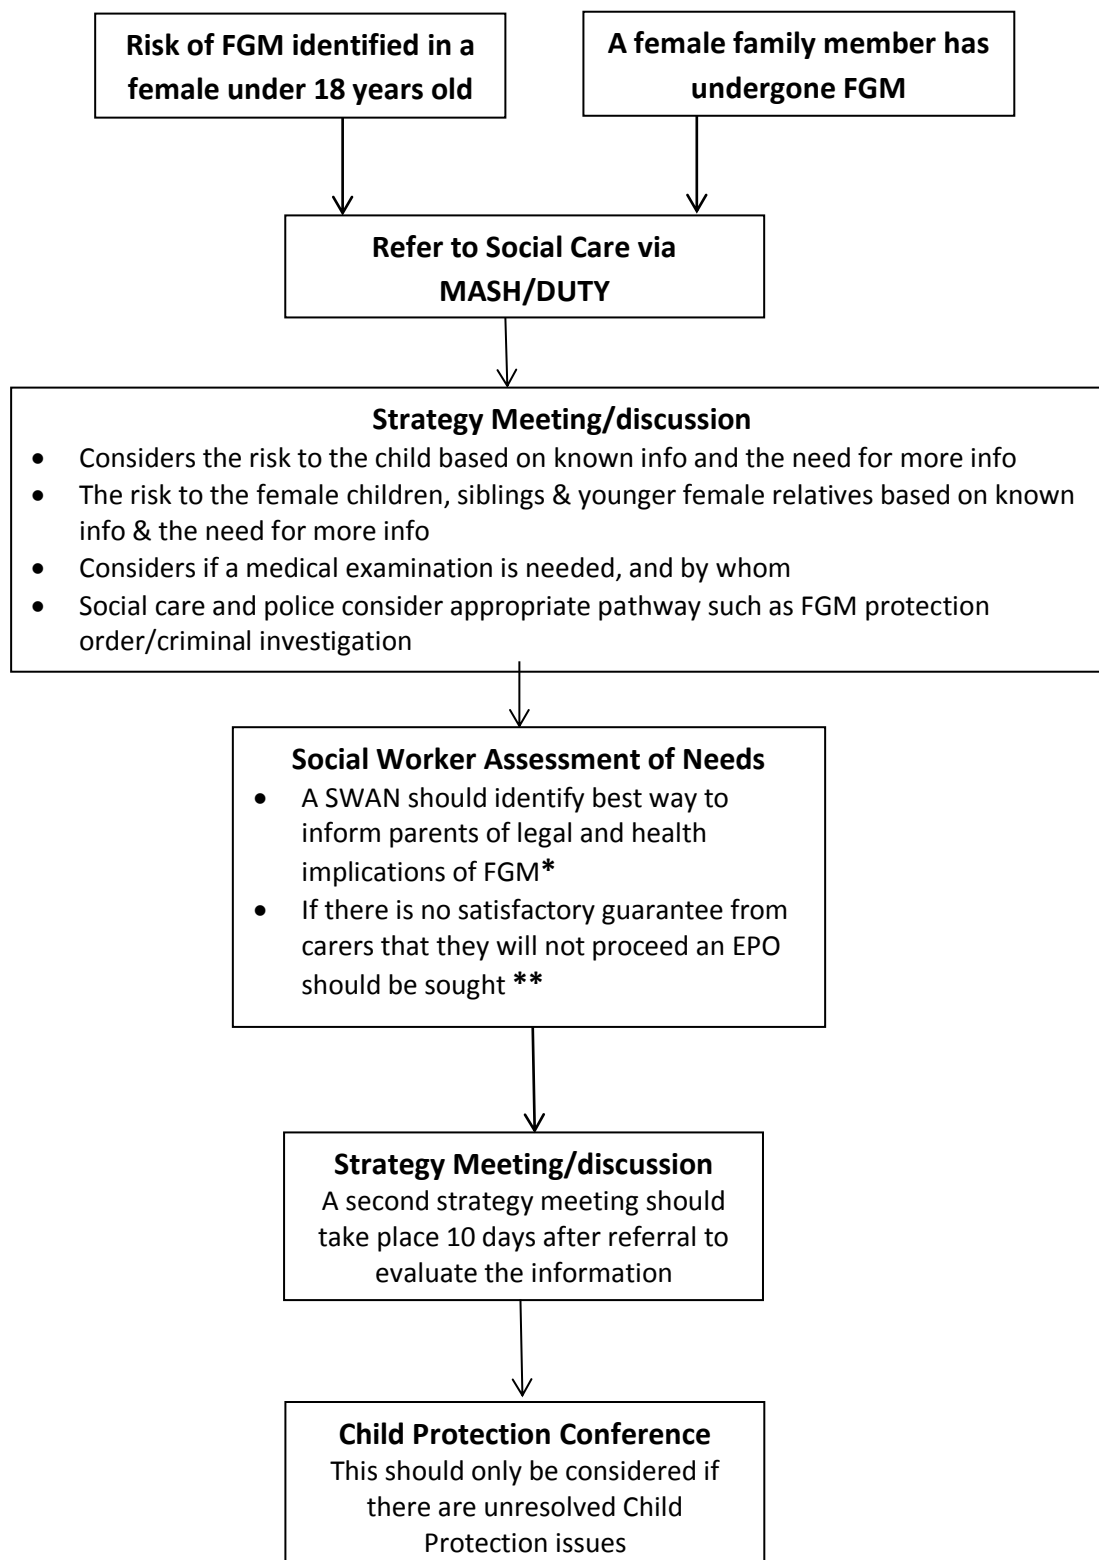 Risk of FGM identified in a
female under 18 years old
A female family member has
undergone FGM
Refer to Social Care via
MASH/DUTY
Strategy Meeting/discussion
• Considers the risk to the child based on known info and the need for more info
• The risk to the female children, siblings & younger female relatives based on known
info & the need for more info
• Considers if a medical examination is needed, and by whom
• Social care and police consider appropriate pathway such as FGM protection
order/criminal investigation
Social Worker Assessment of Needs
• A SWAN should identify best way to
inform parents of legal and health
implications of FGM*
• If there is no satisfactory guarantee from
carers that they will not proceed an EPO
should be sought **
Strategy Meeting/discussion
A second strategy meeting should
take place 10 days after referral to
evaluate the information
Child Protection Conference
This should only be considered if
there are unresolved Child
Protection issues